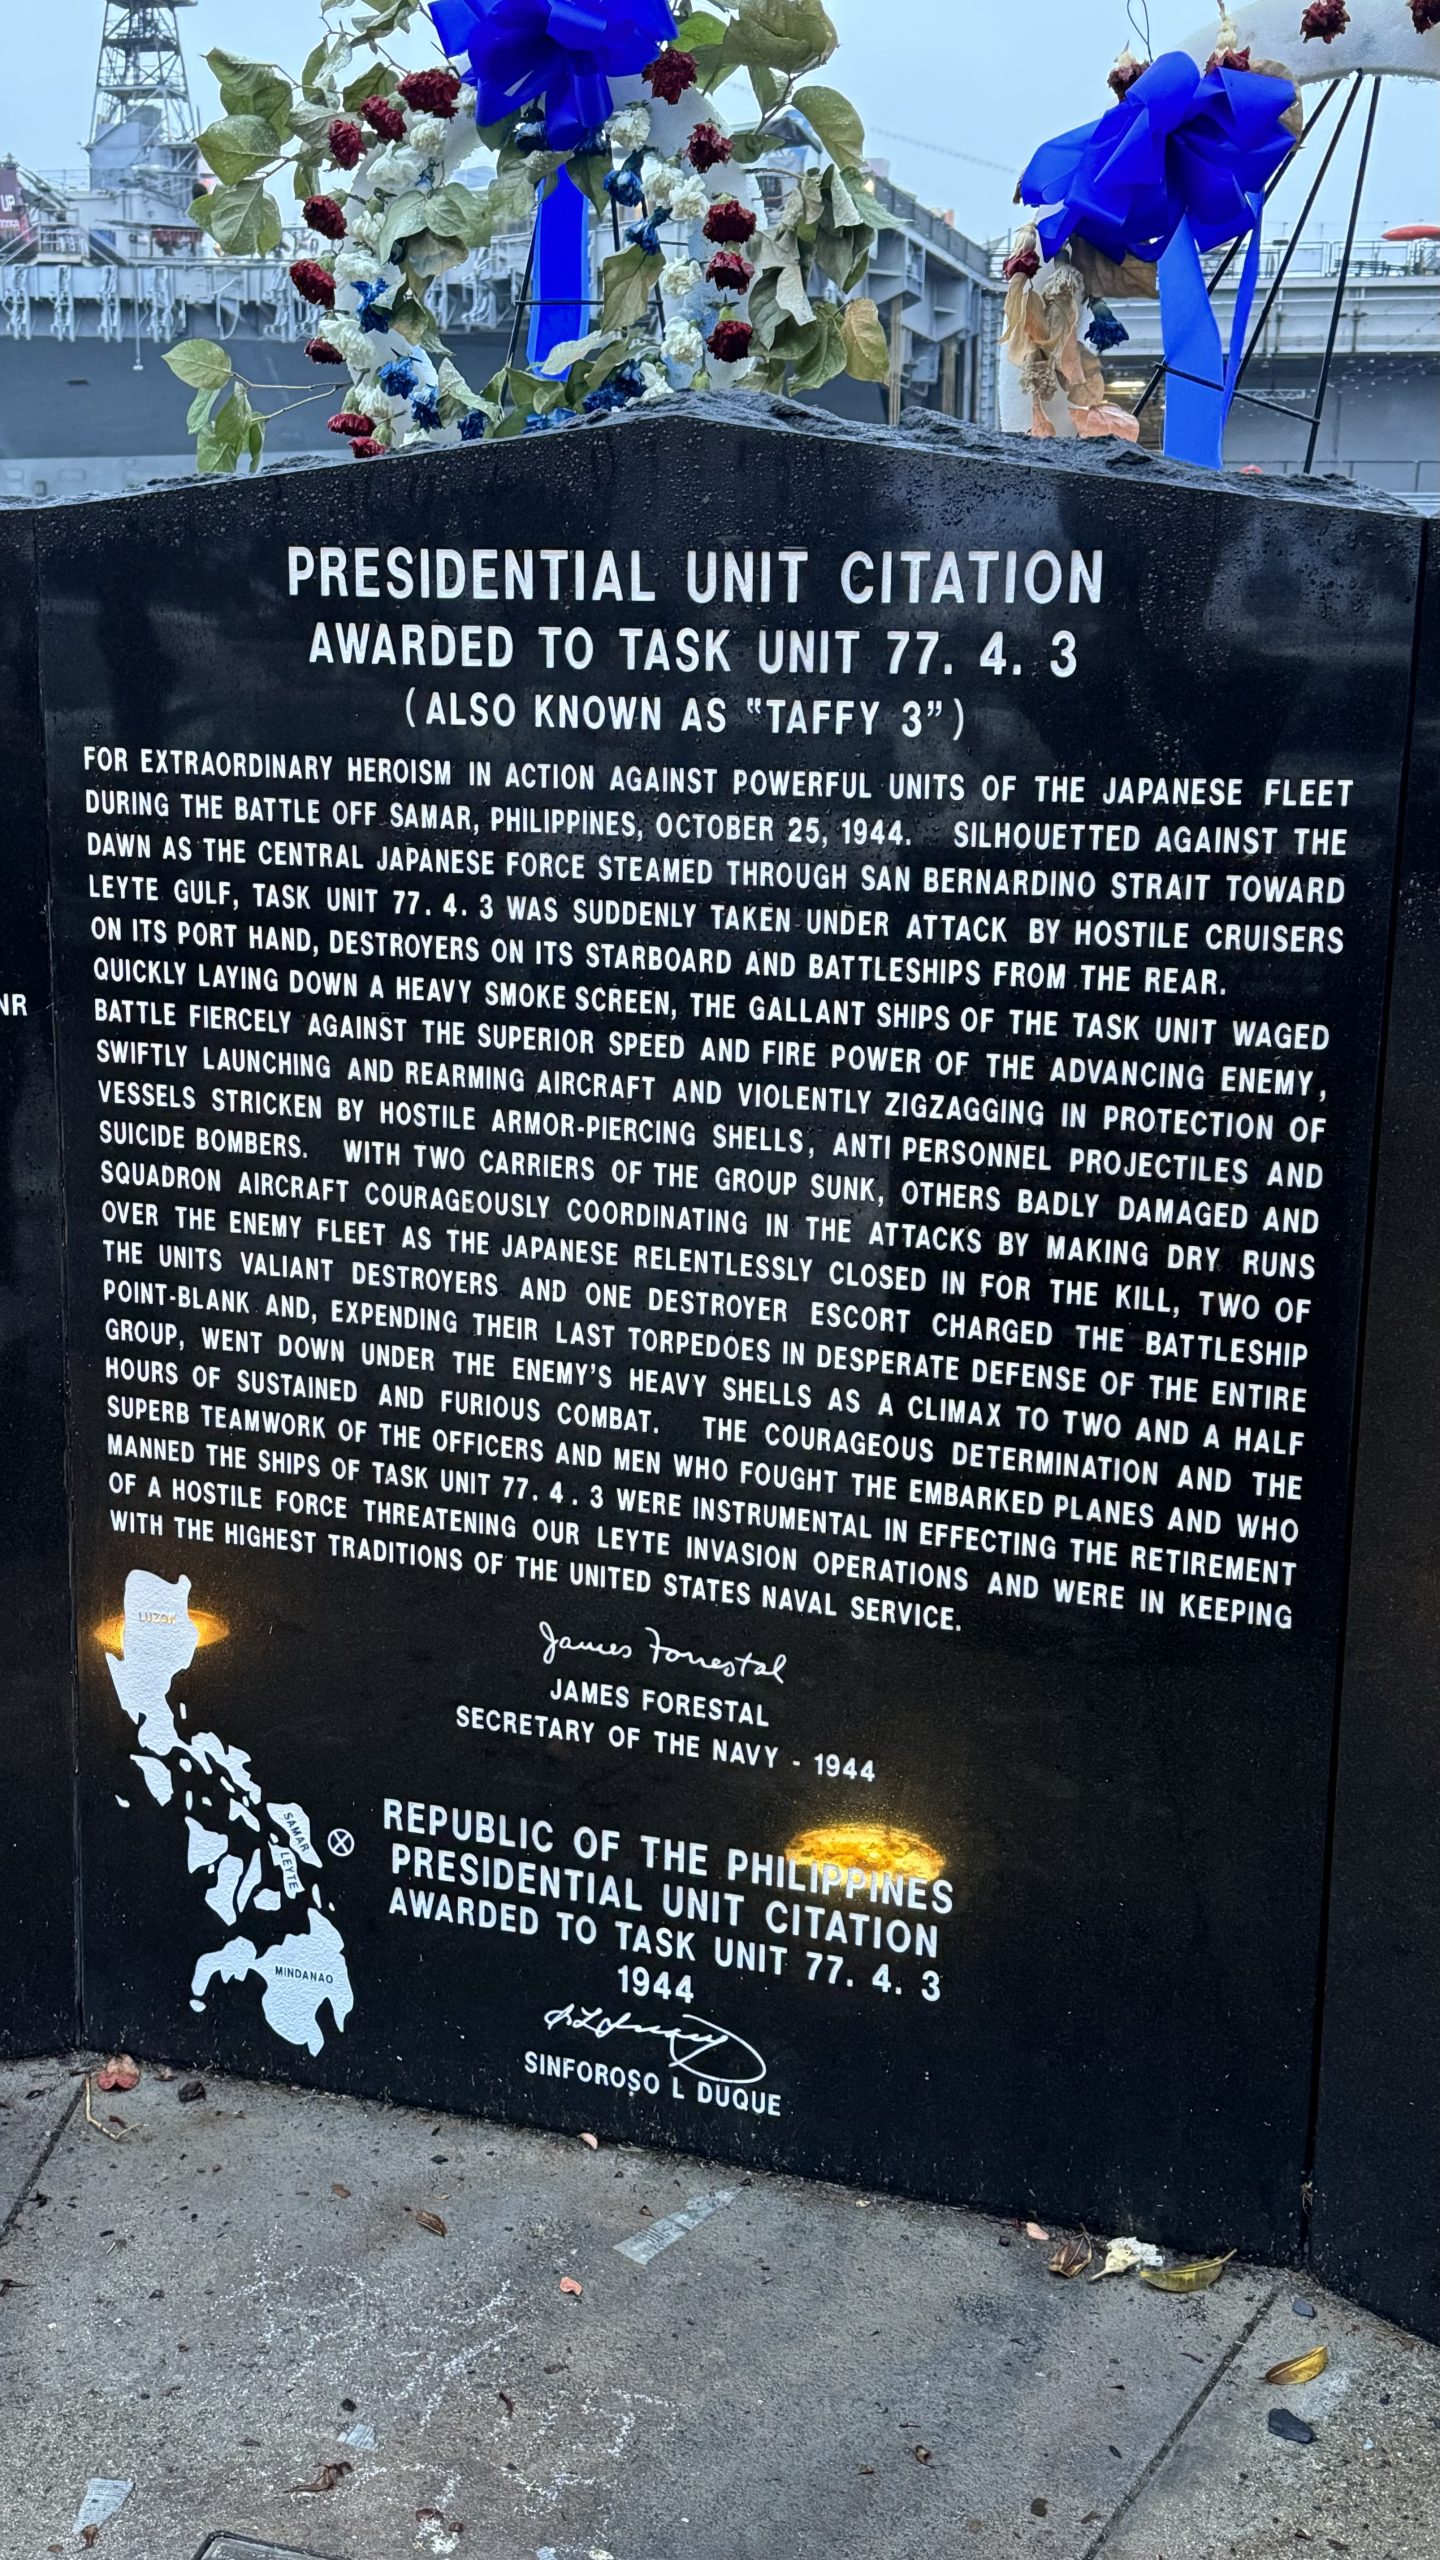 UP
PRESIDENTIAL UNIT CITATION
AWARDED TO TASK UNIT 77. 4. 3
(ALSO KNOWN AS "TAFFY 3")
FOR EXTRAORDINARY HEROISM IN ACTION AGAINST POWERFUL UNITS OF THE JAPANESE FLEET
DURING THE BATTLE OFF SAMAR, PHILIPPINES, OCTOBER 25, 1944. SILHOUETTED AGAINST THE
DAWN AS THE CENTRAL JAPANESE FORCE STEAMED THROUGH SAN BERNARDINO STRAIT TOWARD
LEYTE GULF, TASK UNIT 77. 4. 3 WAS SUDDENLY TAKEN UNDER ATTACK BY HOSTILE CRUISERS
ON ITS PORT HAND, DESTROYERS ON ITS STARBOARD AND BATTLESHIPS FROM THE REAR.
QUICKLY LAYING DOWN A HEAVY SMOKE SCREEN, THE GALLANT SHIPS OF THE TASK UNIT WAGED
BATTLE FIERCELY AGAINST THE SUPERIOR SPEED AND FIRE POWER OF THE ADVANCING ENEMY,
SWIFTLY LAUNCHING AND REARMING AIRCRAFT AND VIOLENTLY ZIGZAGGING IN PROTECTION OF
VESSELS STRICKEN BY HOSTILE ARMOR-PIERCING SHELLS, ANTI PERSONNEL PROJECTILES AND
SUICIDE BOMBERS. WITH TWO CARRIERS OF THE GROUP SUNK, OTHERS BADLY DAMAGED AND
SQUADRON AIRCRAFT COURAGEOUSLY COORDINATING IN THE ATTACKS BY MAKING DRY RUNS
OVER THE ENEMY FLEET AS THE JAPANESE RELENTLESSLY CLOSED IN FOR THE KILL, TWO OF
THE UNITS VALIANT DESTROYERS AND ONE DESTROYER ESCORT CHARGED THE BATTLESHIP
POINT-BLANK AND, EXPENDING THEIR LAST TORPEDOES IN DESPERATE DEFENSE OF THE ENTIRE
GROUP, WENT DOWN UNDER THE ENEMY'S HEAVY SHELLS AS A CLIMAX TO TWO AND A HALF
HOURS OF SUSTAINED AND FURIOUS COMBAT. THE COURAGEOUS DETERMINATION AND THE
SUPERB TEAMWORK OF THE OFFICERS AND MEN WHO FOUGHT THE EMBARKED PLANES AND WHO
MANNED THE SHIPS OF TASK UNIT 77. 4. 3 WERE INSTRUMENTAL IN EFFECTING THE RETIREMENT
OF A HOSTILE FORCE THREATENING OUR LEYTE INVASION OPERATIONS AND WERE IN KEEPING
WITH THE HIGHEST TRADITIONS OF THE UNITED STATES NAVAL SERVICE.
NR
James Forrestal
JAMES FORESTAL
SECRETARY OF THE NAVY - 1944
LUZON
SAMAR
LEYTE
MINDANAO
REPUBLIC OF THE PHILIPPINES
PRESIDENTIAL UNIT CITATION
AWARDED TO TASK UNIT 77. 4. 3
1944
SINFOROSO L DUQUE